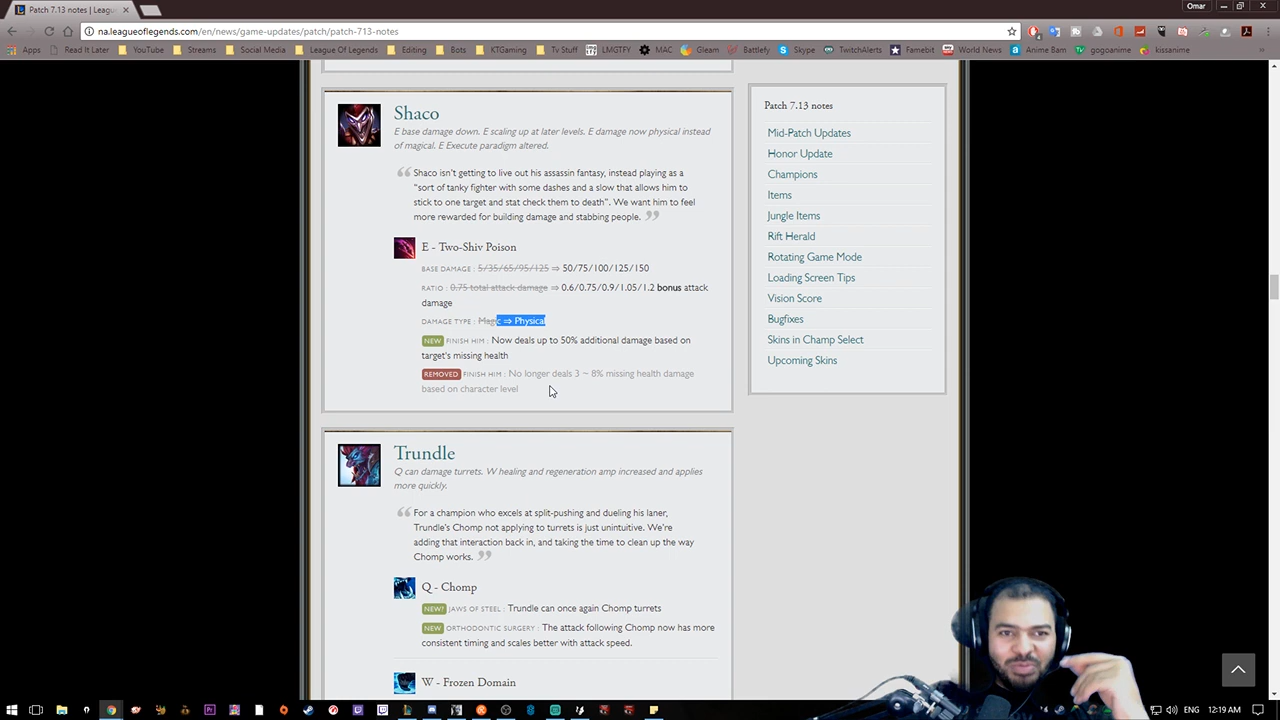 Patch 7.13 notes | Leagu
Omar
na.leagueoflegends.com/en/news/game-updates/patch/patch-713-notes
Apps
Read It Later
YouTube
Streams
Social Media
League Of Legends
Editing
Bots
KTGaming
Tv Stuff
LMGTFY
MAC
Gleam
Battlefy
Skype
TwitchAlerts
Famebit
World News
Anime Bam
gogoanime
kissanime
Shaco
E base damage down. E scaling up at later levels. E damage now physical instead
of magical. E Execute paradigm altered.
Shaco isn't getting to live out his assassin fantasy, instead playing as a
“sort of tanky fighter with some dashes and a slow that allows him to
stick to one target and stat check them to death”. We want him to feel
more rewarded for building damage and stabbing people.
E - Two-Shiv Poison
BASE DAMAGE : 5/35/65/95/125 ⇒ 50/75/100/125/150
RATIO : 0.75 total attack damage ⇒ 0.6/0.75/0.9/1.05/1.2 bonus attack
damage
DAMAGE TYPE : Magic ⇒ Physical
NEW FINISH HIM : Now deals up to 50% additional damage based on
target's missing health
REMOVED FINISH HIM : No longer deals 3 ~ 8% missing health damage
based on character level
Trundle
Q can damage turrets. W healing and regeneration amp increased and applies
more quickly.
For a champion who excels at split-pushing and dueling his laner,
Trundle's Chomp not applying to turrets is just unintuitive. We're
adding that interaction back in, and taking the time to clean up the way
Chomp works.
Q - Chomp
NEW? JAWS OF STEEL : Trundle can once again Chomp turrets
NEW ORTHODONTIC SURGERY : The attack following Chomp now has more
consistent timing and scales better with attack speed.
W - Frozen Domain
Patch 7.13 notes
Mid-Patch Updates
Honor Update
Champions
Items
Jungle Items
Rift Herald
Rotating Game Mode
Loading Screen Tips
Vision Score
Bugfixes
Skins in Champ Select
Upcoming Skins
ENG
12:19 AM